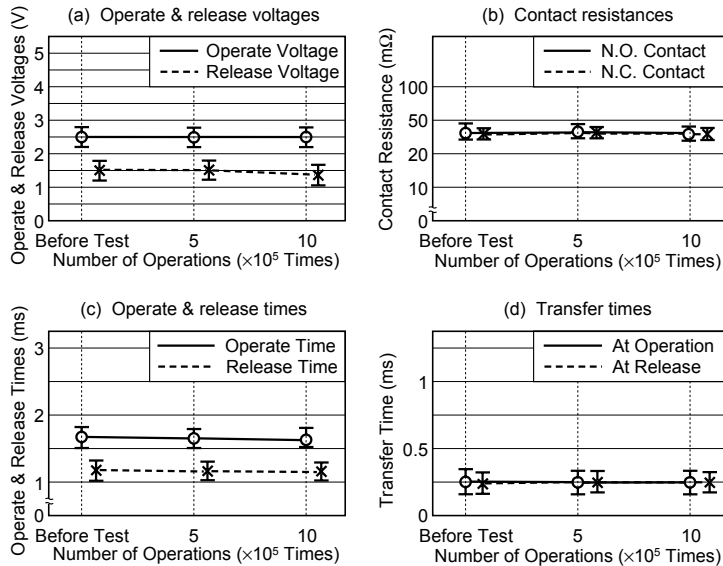 (a) Operate & release voltages
Operate & Release Voltages (V)
5
4
3
2
1
0
Operate Voltage
Release Voltage
Before Test 5 10
Number of Operations (×10⁵ Times)
(b) Contact resistances
Contact Resistance (mΩ)
100
50
20
10
0
N.O. Contact
N.C. Contact
Before Test 5 10
Number of Operations (×10⁵ Times)
(c) Operate & release times
Operate & Release Times (ms)
3
2
1
0
Operate Time
Release Time
Before Test 5 10
Number of Operations (×10⁵ Times)
(d) Transfer times
Transfer Time (ms)
1
0.5
0
At Operation
At Release
Before Test 5 10
Number of Operations (×10⁵ Times)